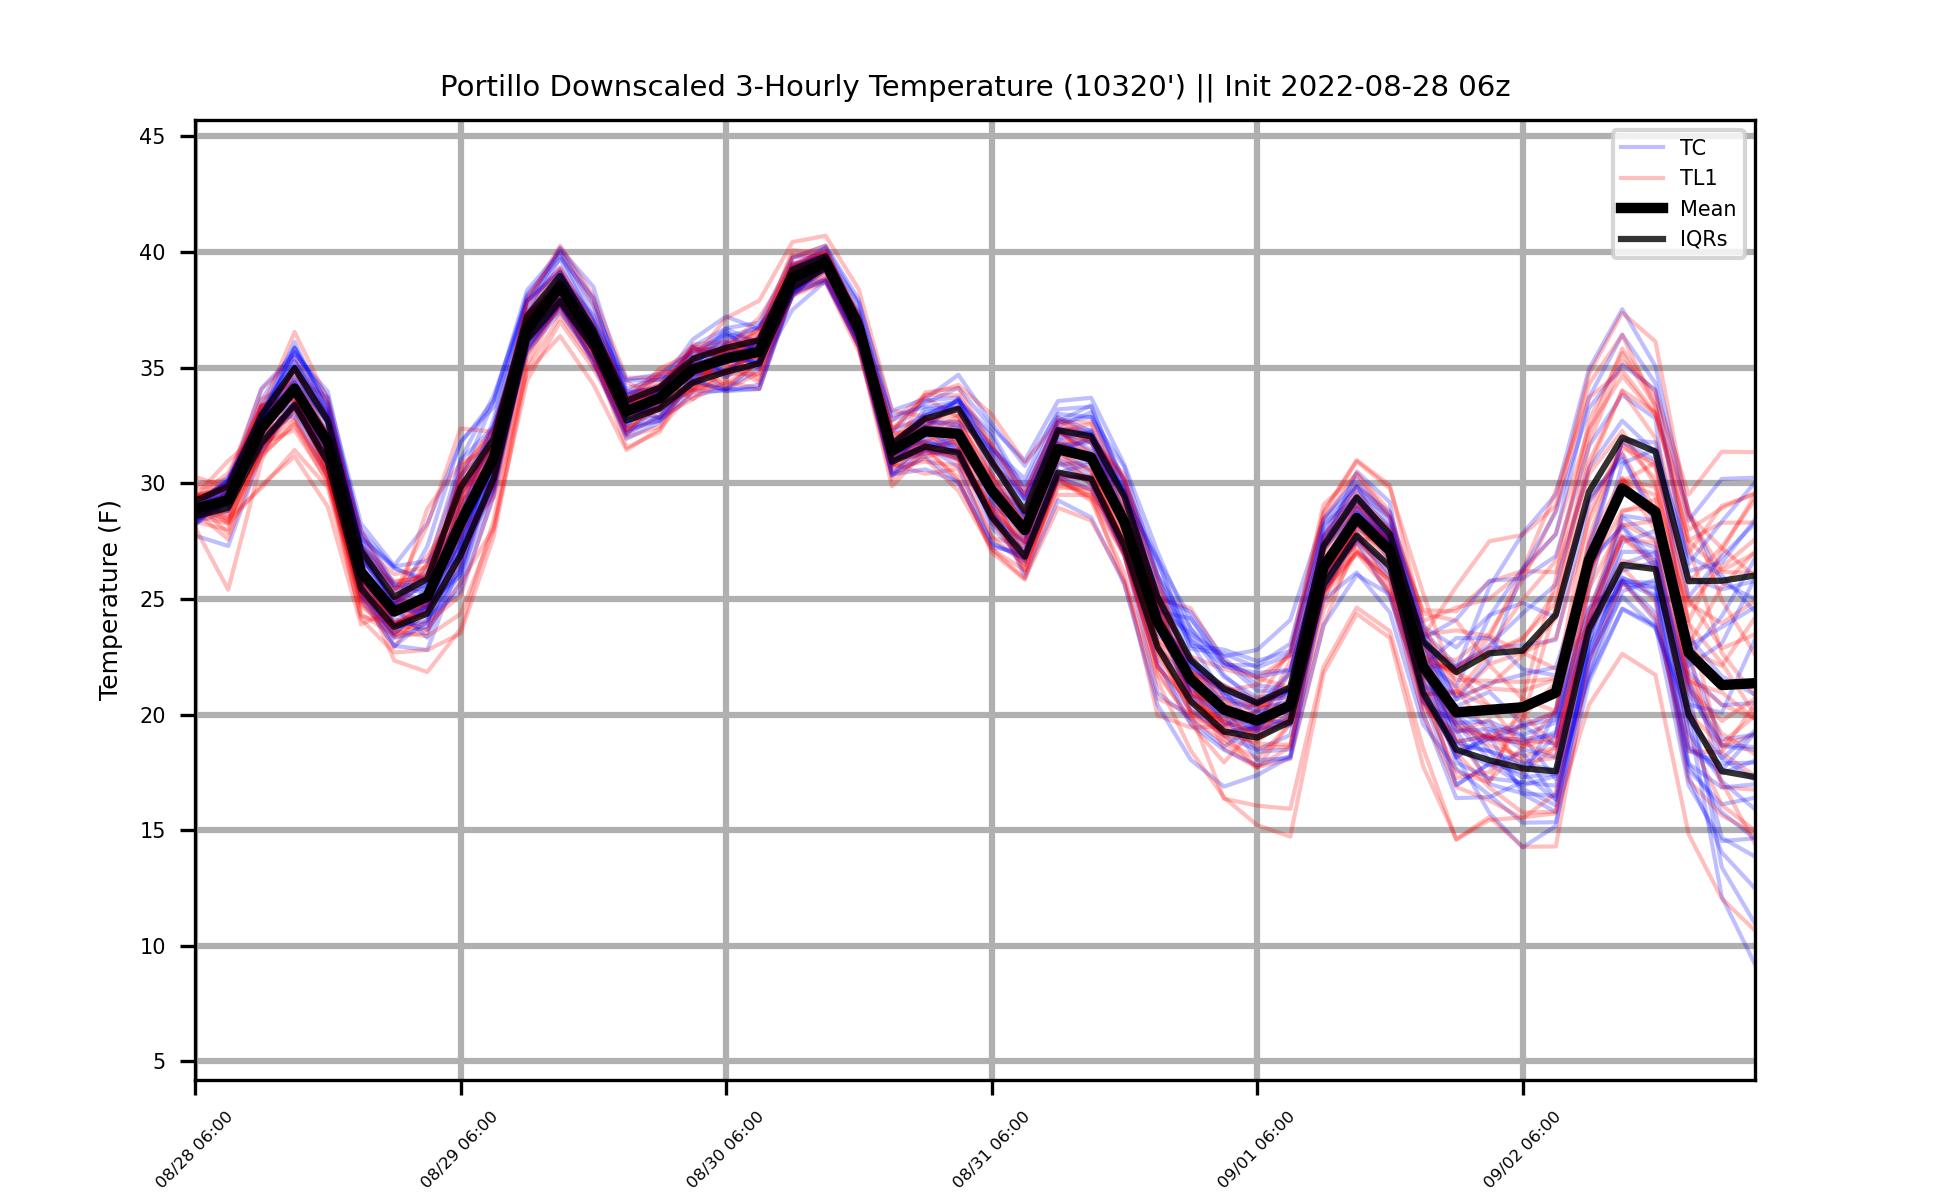 Portillo Downscaled 3-Hourly Temperature (10320') || Init 2022-08-28 06z
TC
TL1
Mean
IQRs
Temperature (F)
45
40
35
30
25
20
15
10
5
08/28 06:00
08/29 06:00
08/30 06:00
08/31 06:00
09/01 06:00
09/02 06:00